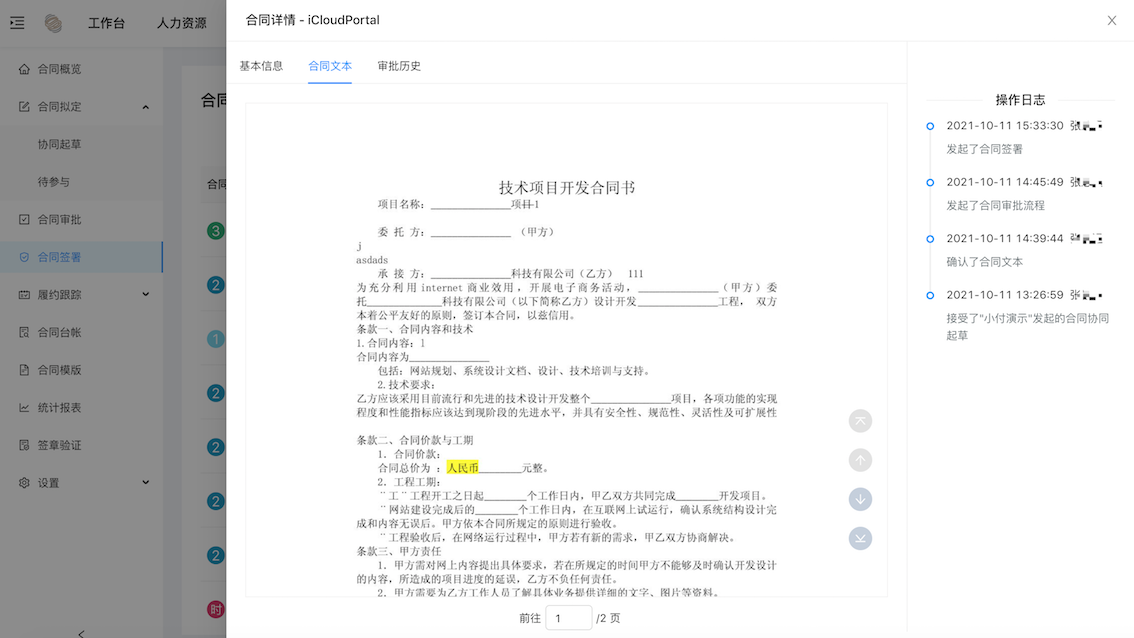 工作台
人力资源
合同详情 - iCloudPortal
合同概览
合同拟定
协同起草
待参与
合同审批
合同签署
履约跟踪
合同台帐
合同模版
统计报表
签章验证
设置
合同
合同
3
2
1
2
2
2
2
时
基本信息
合同文本
审批历史
技术项目开发合同书
项目名称：_______________项目1
委 托 方：_______________ （甲方）
j
asdads
承 接 方：_______________科技有限公司（乙方） 111
为充分利用internet商业效用，开展电子商务活动，_______________（甲方）委
托______________科技有限公司（以下简称乙方）设计开发_______________工程， 双方
本着公平友好的原则，签订本合同，以兹信用。
条款一、合同内容和技术
1.合同内容：1
合同内容为_______________
包括：网站规划、系统设计文档、设计、技术培训与支持。
2.技术要求：
乙方应该采用目前流行和先进的技术设计开发整个_______________项目，各项功能的实现
程度和性能指标应该达到现阶段的先进水平，并具有安全性、规范性、灵活性及可扩展性
条款二、合同价款与工期
1．合同价款：
合同总价为 ：人民币________元整。
2．工程工期：
¨工¨工程开工之日起________个工作日内，甲乙双方共同完成________开发项目。
¨网站建设完成后的________个工作日内，在互联网上试运行，确认系统结构设计完
成和内容无误后。甲方依本合同所规定的原则进行验收。
¨工程验收后，在网络运行过程中，甲方若有新的需求，甲乙双方协商解决。
条款三、甲方责任
1．甲方需对网上内容提出具体要求，若在所规定的时间甲方不能够及时确认开发设计
的内容，所造成的项目进度的延误，乙方不负任何责任。
2．甲方需要为乙方工作人员了解具体业务提供详细的文字、图片等资料。
前往 1 /2 页
操作日志
2021-10-11 15:33:30 张
发起了合同签署
2021-10-11 14:45:49 张
发起了合同审批流程
2021-10-11 14:39:44
确认了合同文本
2021-10-11 13:26:59 张
接受了"小付演示"发起的合同协同
起草